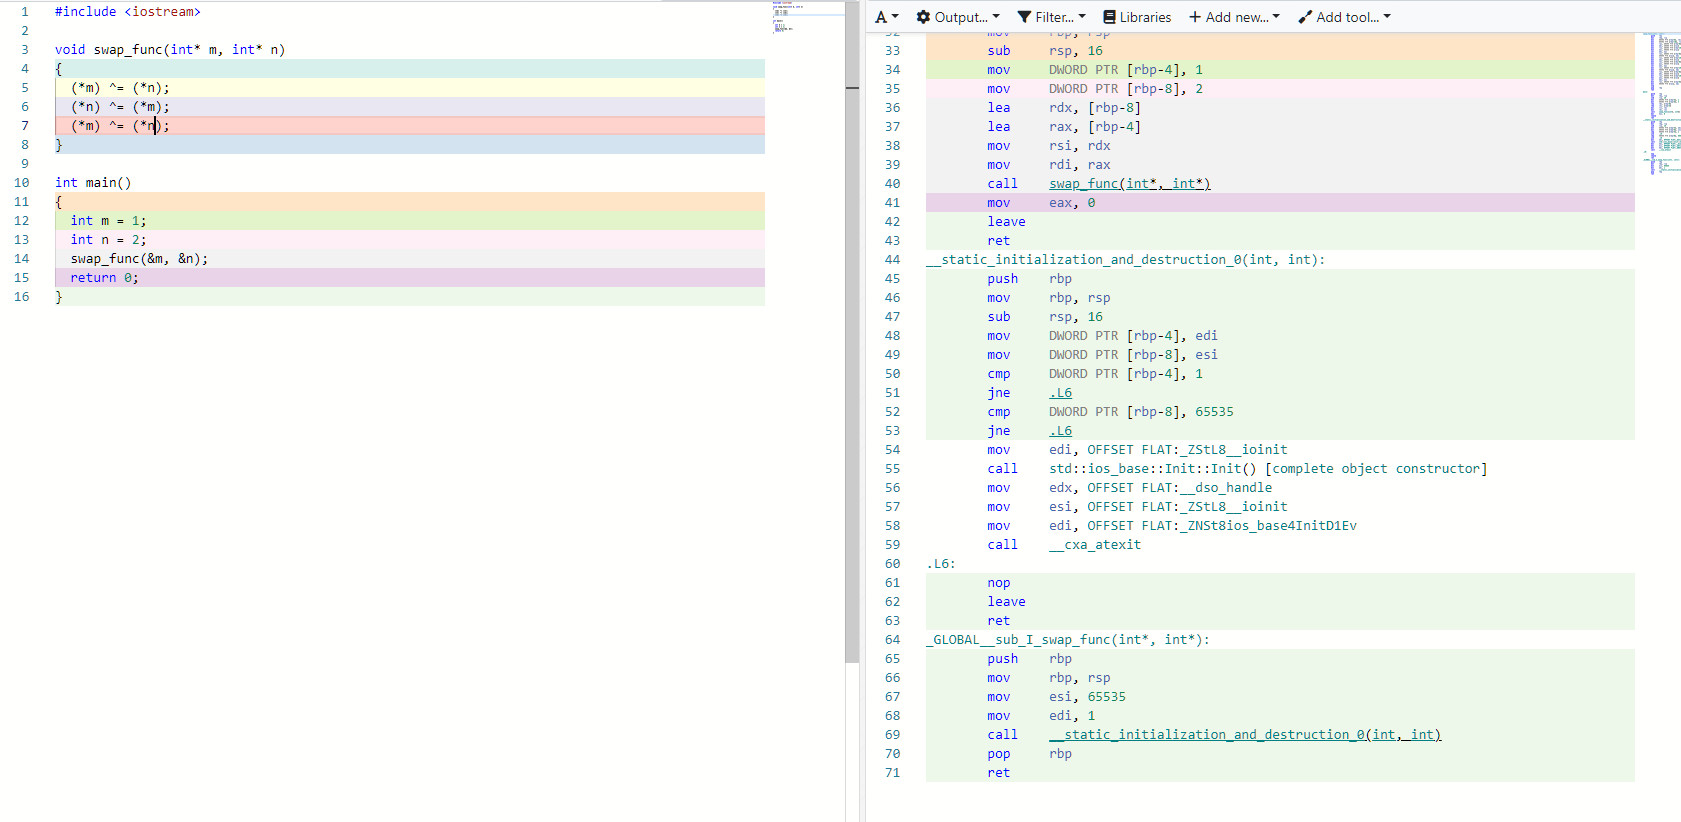 1 #include <iostream>
2
3 void swap_func(int* m, int* n)
4 {
5 (*m) ^= (*n);
6 (*n) ^= (*m);
7 (*m) ^= (*n);
8 }
9
10 int main()
11 {
12 int m = 1;
13 int n = 2;
14 swap_func(&m, &n);
15 return 0;
16 }
A Output... Filter... Libraries + Add new... Add tool...
32 mov rbp, rsp
33 sub rsp, 16
34 mov DWORD PTR [rbp-4], 1
35 mov DWORD PTR [rbp-8], 2
36 lea rdx, [rbp-8]
37 lea rax, [rbp-4]
38 mov rsi, rdx
39 mov rdi, rax
40 call swap_func(int*, int*)
41 mov eax, 0
42 leave
43 ret
44 __static_initialization_and_destruction_0(int, int):
45 push rbp
46 mov rbp, rsp
47 sub rsp, 16
48 mov DWORD PTR [rbp-4], edi
49 mov DWORD PTR [rbp-8], esi
50 cmp DWORD PTR [rbp-4], 1
51 jne .L6
52 cmp DWORD PTR [rbp-8], 65535
53 jne .L6
54 mov edi, OFFSET FLAT:_ZStL8__ioinit
55 call std::ios_base::Init::Init() [complete object constructor]
56 mov edx, OFFSET FLAT:__dso_handle
57 mov esi, OFFSET FLAT:_ZStL8__ioinit
58 mov edi, OFFSET FLAT:_ZNSt8ios_base4InitD1Ev
59 call __cxa_atexit
60 .L6:
61 nop
62 leave
63 ret
64 _GLOBAL__sub_I_swap_func(int*, int*):
65 push rbp
66 mov rbp, rsp
67 mov esi, 65535
68 mov edi, 1
69 call __static_initialization_and_destruction_0(int, int)
70 pop rbp
71 ret